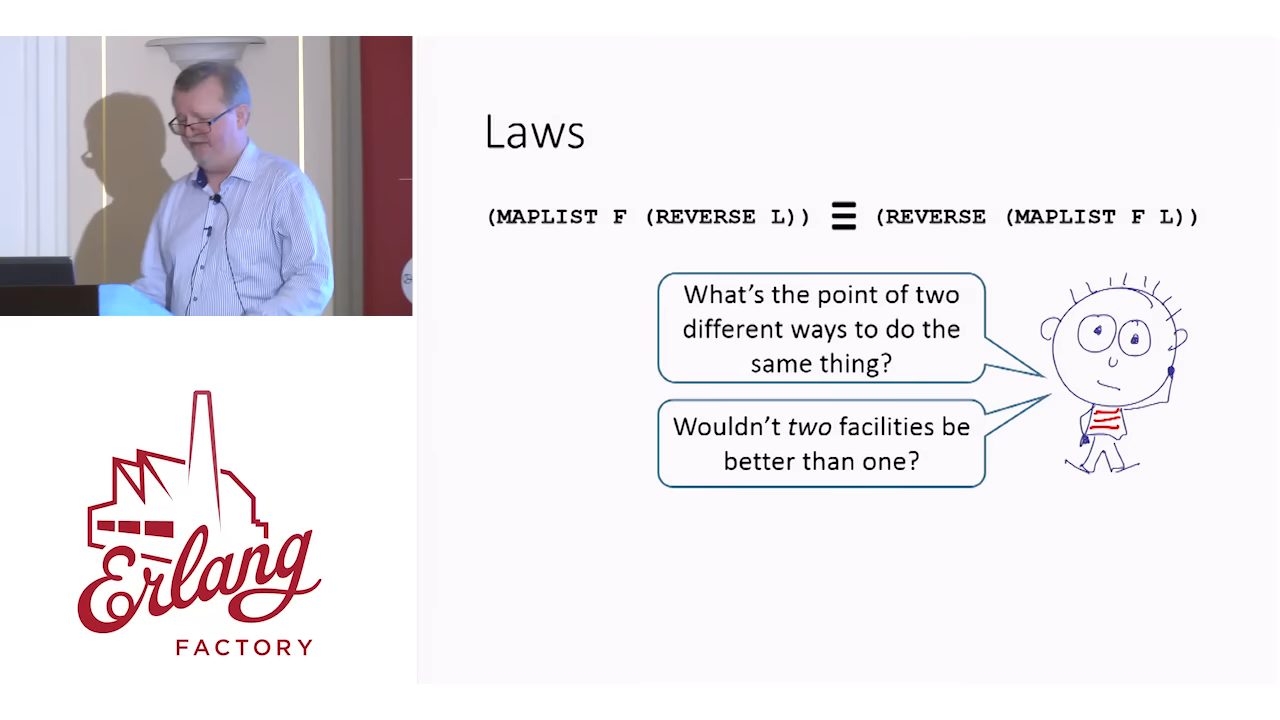 Laws
(MAPLIST F (REVERSE L)) ≡ (REVERSE (MAPLIST F L))
What's the point of two
different ways to do the
same thing?
Wouldn't two facilities be
better than one?
Erlang
FACTORY